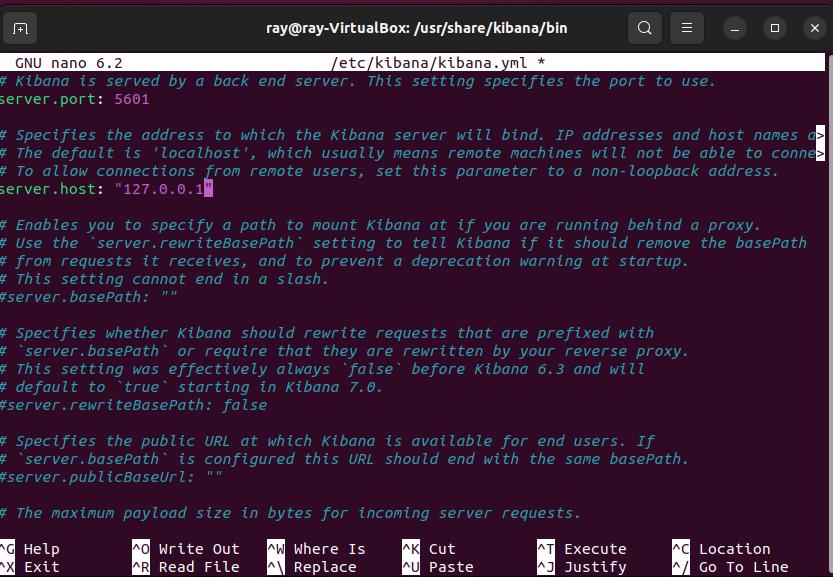 ray@ray-VirtualBox: /usr/share/kibana/bin
GNU nano 6.2 /etc/kibana/kibana.yml *
# Kibana is served by a back end server. This setting specifies the port to use.
server.port: 5601
# Specifies the address to which the Kibana server will bind. IP addresses and host names a>
# The default is 'localhost', which usually means remote machines will not be able to conne>
# To allow connections from remote users, set this parameter to a non-loopback address.
server.host: "127.0.0.1"
# Enables you to specify a path to mount Kibana at if you are running behind a proxy.
# Use the `server.rewriteBasePath` setting to tell Kibana if it should remove the basePath
# from requests it receives, and to prevent a deprecation warning at startup.
# This setting cannot end in a slash.
#server.basePath: ""
# Specifies whether Kibana should rewrite requests that are prefixed with
# `server.basePath` or require that they are rewritten by your reverse proxy.
# This setting was effectively always `false` before Kibana 6.3 and will
# default to `true` starting in Kibana 7.0.
#server.rewriteBasePath: false
# Specifies the public URL at which Kibana is available for end users. If
# `server.basePath` is configured this URL should end with the same basePath.
#server.publicBaseUrl: ""
# The maximum payload size in bytes for incoming server requests.
^G Help ^O Write Out ^W Where Is ^K Cut ^T Execute ^C Location
^X Exit ^R Read File ^\ Replace ^U Paste ^J Justify ^/ Go To Line